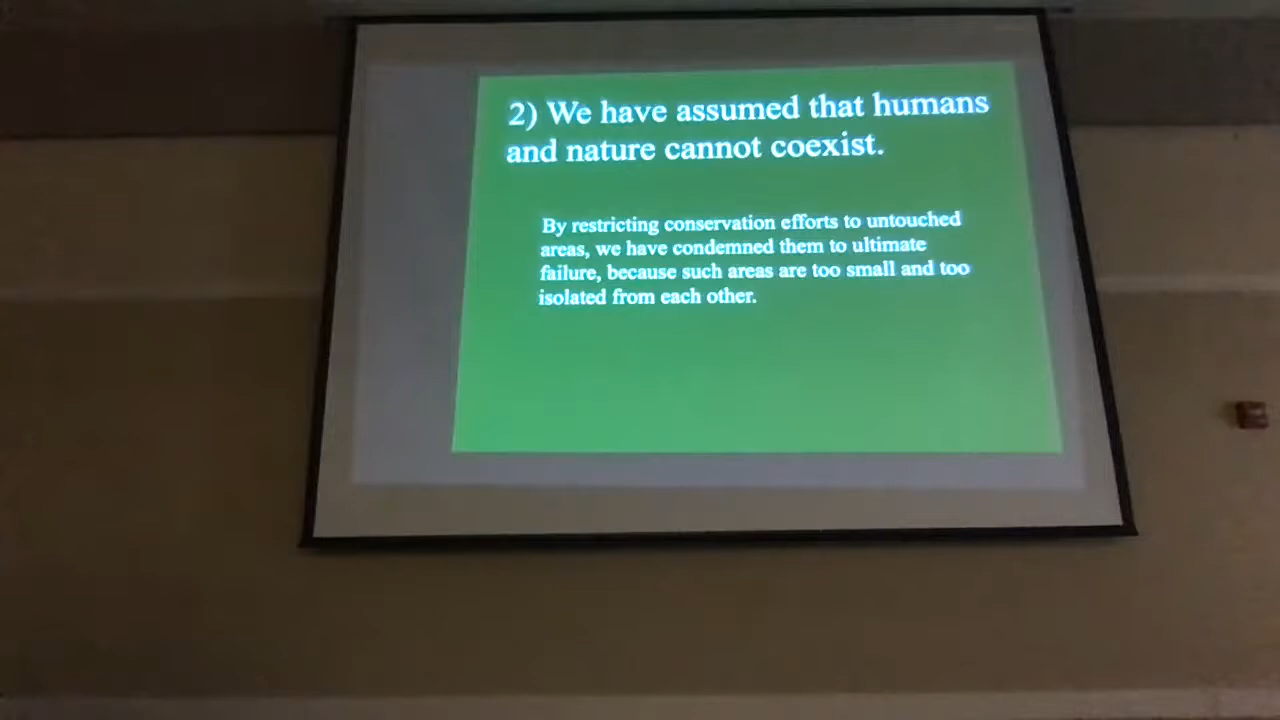 2) We have assumed that humans
and nature cannot coexist.
By restricting conservation efforts to untouched
areas, we have condemned them to ultimate
failure, because such areas are too small and too
isolated from each other.